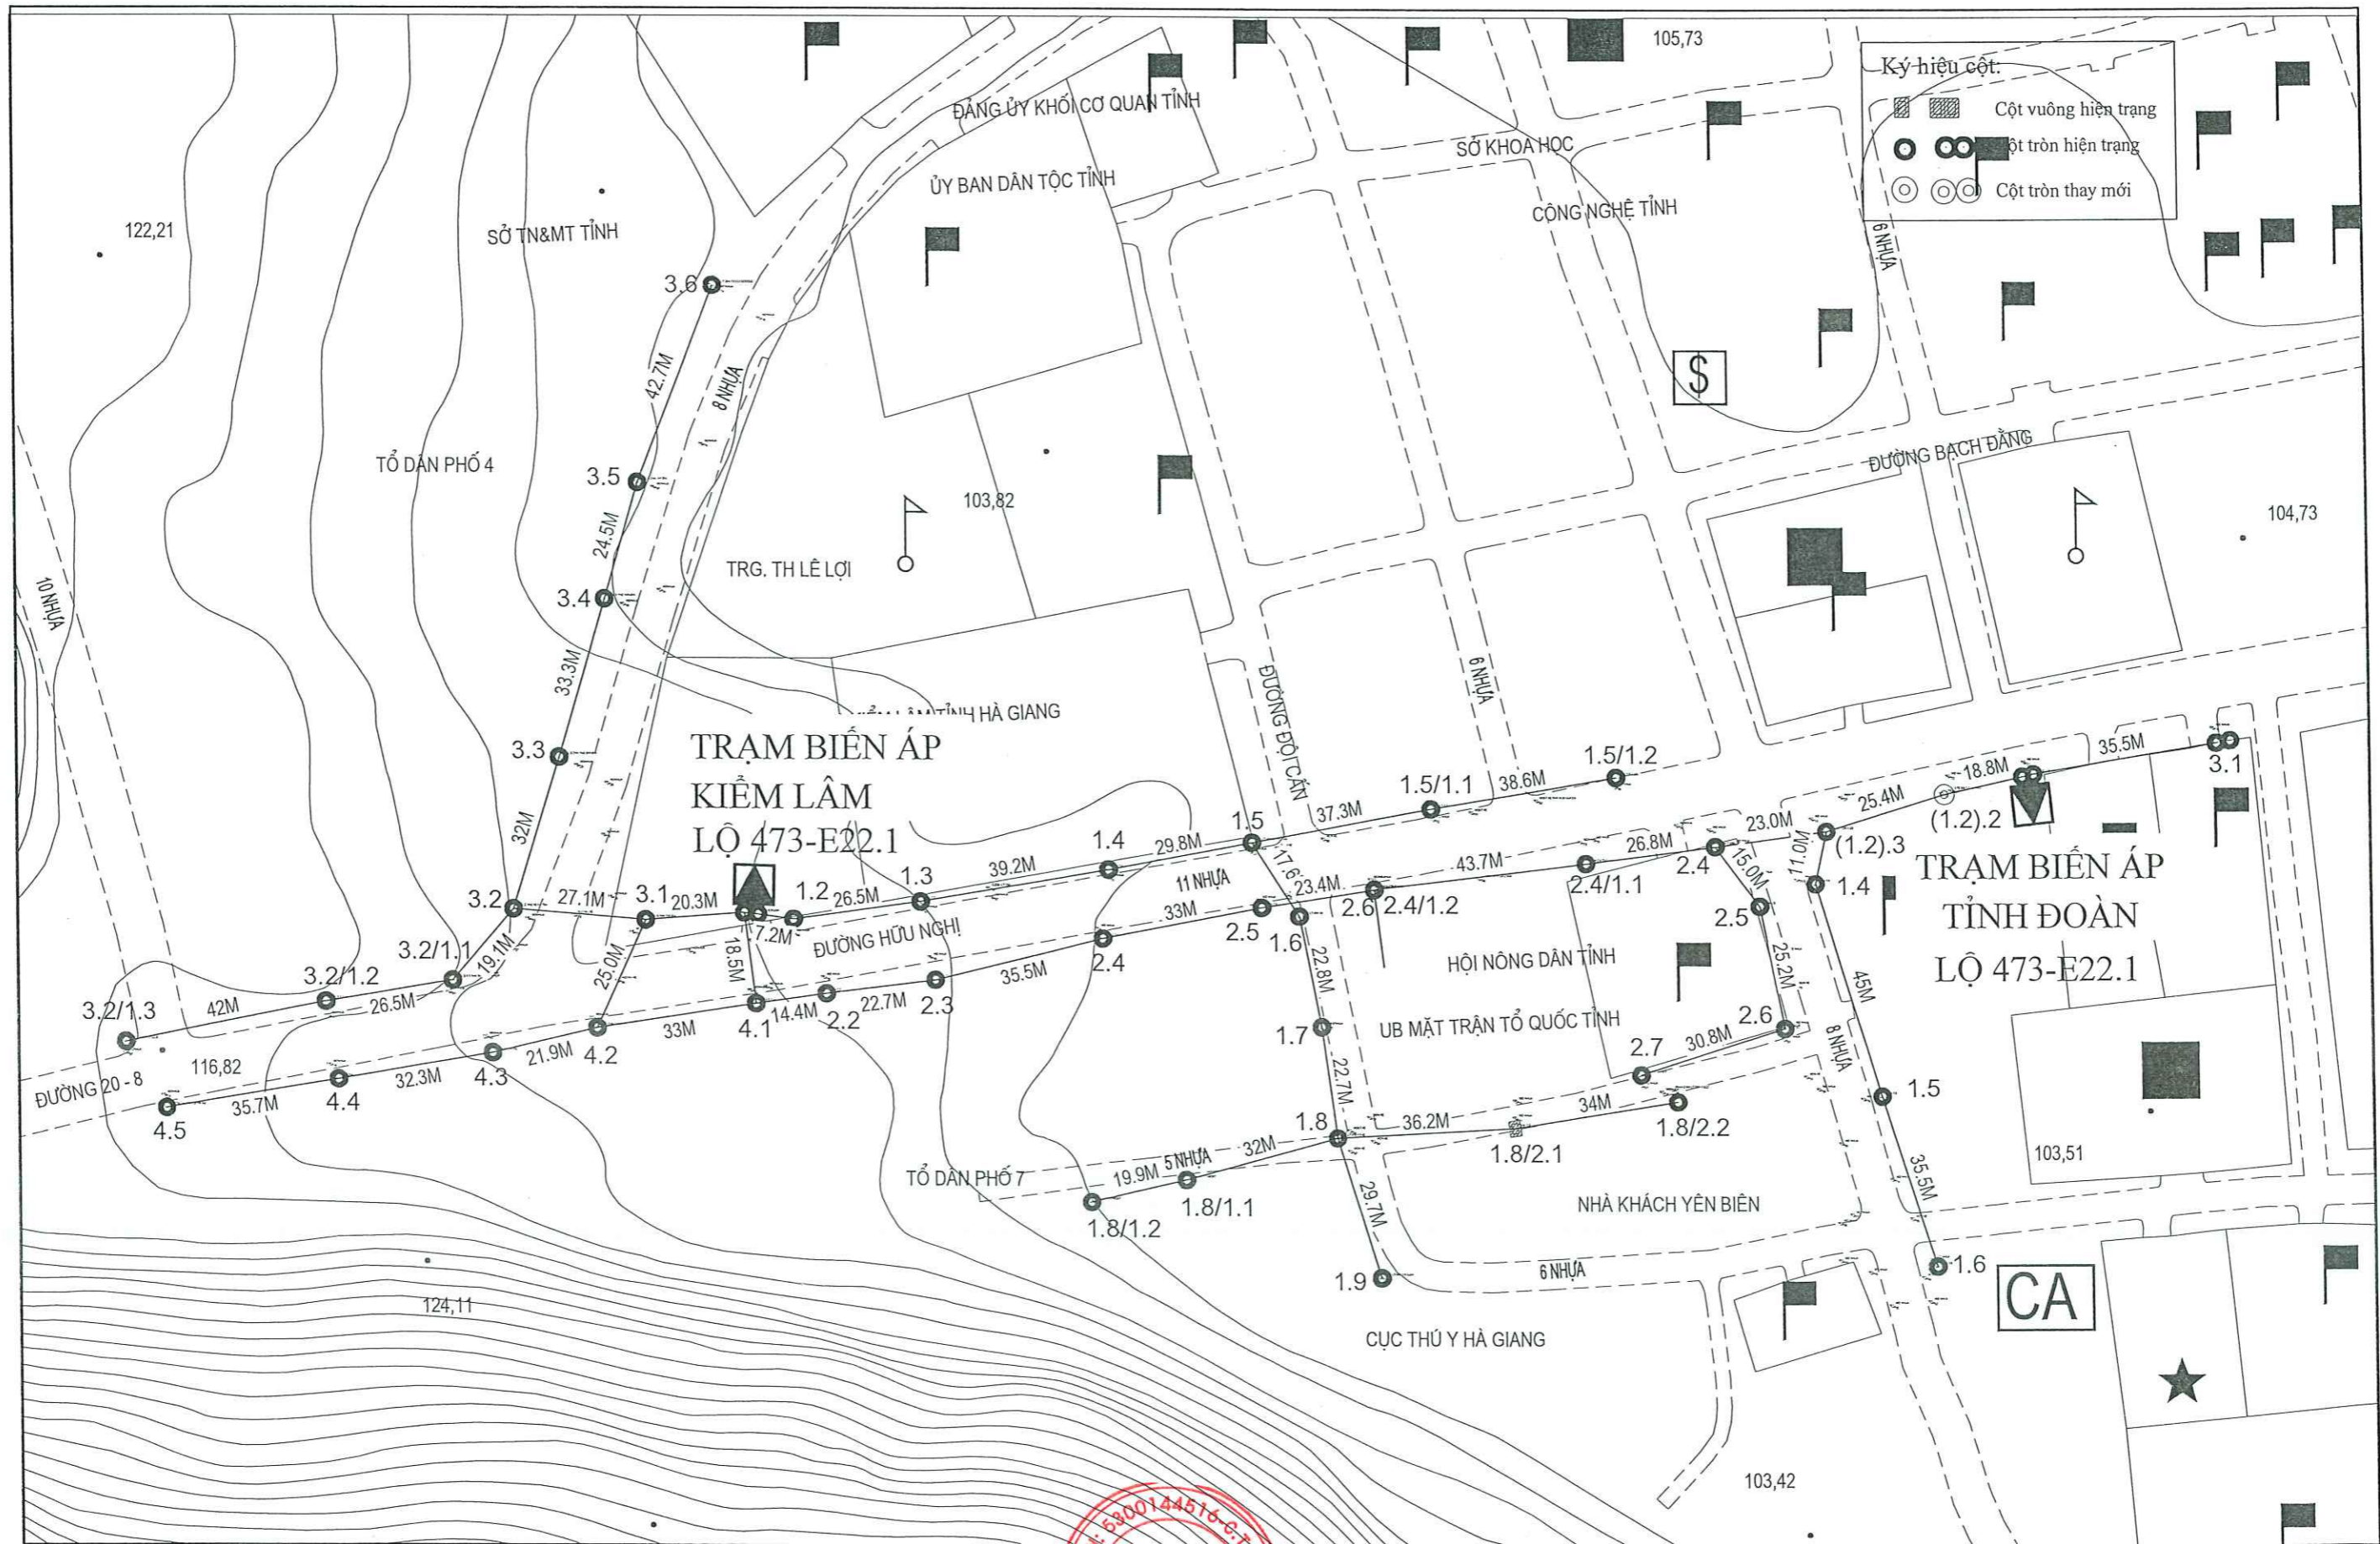 105,73
Ký hiệu cột:
Cột vuông hiện trạng
ột tròn hiện trạng
Cột tròn thay mới
ĐẢNG ỦY KHỐI CƠ QUAN TỈNH
SỞ KHOA HỌC
ỦY BAN DÂN TỘC TỈNH
CÔNG NGHỆ TỈNH
122,21
SỞ TN&MT TỈNH
6 NHỰA
3.6
42.7M
8 NHỰA
$
TỔ DÂN PHỐ 4
3.5
103,82
ĐƯỜNG BẠCH ĐẰNG
104,73
24.5M
TRG. TH LÊ LỢI
10 NHỰA
3.4
33.3M
ĐƯỜNG ĐỘI CẤN
6 NHỰA
TỈNH HÀ GIANG
3.3
TRẠM BIẾN ÁP
KIỂM LÂM
LỘ 473-E22.1
32M
1.5/1.2
38.6M
1.5/1.1
37.3M
1.5
35.5M
3.1
18.8M
25.4M
(1.2).2
23.0M
(1.2).3
11.0M
1.4
29.8M
39.2M
1.3
26.5M
1.2
7.2M
20.3M
3.1
27.1M
3.2
17.6
11 NHỰA
23.4M
43.7M
26.8M
2.4
15.0M
2.4/1.1
2.6
2.4/1.2
1.4
TRẠM BIẾN ÁP
TỈNH ĐOÀN
LỘ 473-E22.1
ĐƯỜNG HỮU NGHỊ
33M
2.5
1.6
2.5
2.4
35.5M
18.5M
25.0M
19.1M
3.2/1.1
3.2/1.2
26.5M
42M
3.2/1.3
22.8M
HỘI NÔNG DÂN TỈNH
25.2M
45M
2.3
22.7M
2.2
14.4M
4.1
33M
4.2
21.9M
4.3
32.3M
4.4
35.7M
4.5
116,82
ĐƯỜNG 20 - 8
1.7
UB MẶT TRẬN TỔ QUỐC TỈNH
2.6
30.8M
2.7
8 NHỰA
22.7M
1.8
36.2M
34M
1.8/2.2
1.8/2.1
1.5
103,51
35.5M
TỔ DÂN PHỐ 7
19.9M
5 NHỰA
32M
1.8/1.1
1.8/1.2
29.7M
NHÀ KHÁCH YÊN BIÊN
1.9
6 NHỰA
1.6
CA
124,11
CỤC THÚ Y HÀ GIANG
103,42
5300144516-C.T